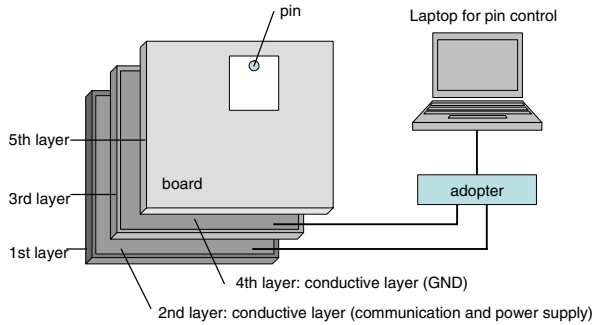 pin
Laptop for pin control
5th layer
board
3rd layer
adopter
1st layer
4th layer: conductive layer (GND)
2nd layer: conductive layer (communication and power supply)